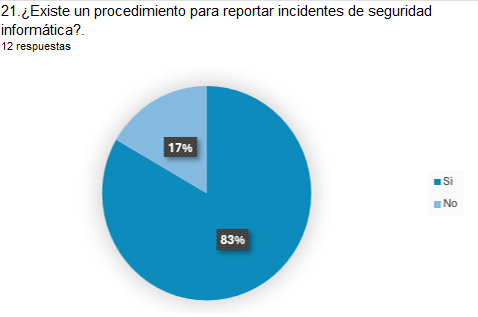 21.¿Existe un procedimiento para reportar incidentes de seguridad
informática?.
12 respuestas
17%
83%
Si
No